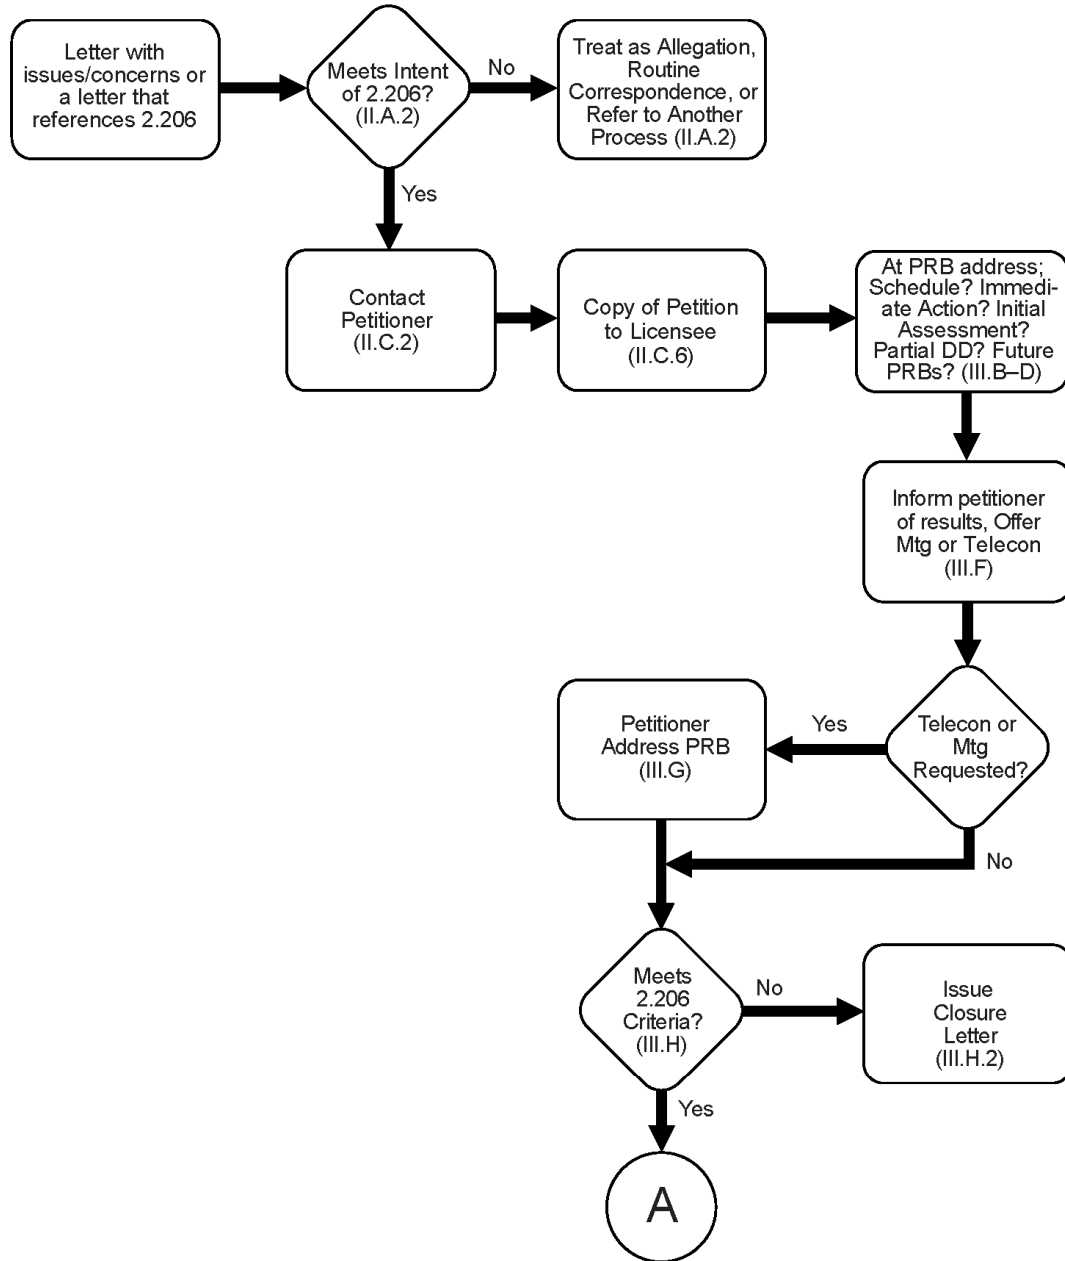 Letter with
issues/concerns or
a letter that
references 2.206
Meets Intent
of 2.206?
(II.A.2)
No
Treat as Allegation,
Routine
Correspondence, or
Refer to Another
Process (II.A.2)
Yes
Contact
Petitioner
(II.C.2)
Copy of Petition
to Licensee
(II.C.6)
At PRB address;
Schedule? Immedi-
ate Action? Initial
Assessment?
Partial DD? Future
PRBs? (III.B–D)
Inform petitioner
of results, Offer
Mtg or Telecon
(III.F)
Telecon or
Mtg
Requested?
Yes
Petitioner
Address PRB
(III.G)
No
Meets
2.206
Criteria?
(III.H)
No
Issue
Closure
Letter
(III.H.2)
Yes
A